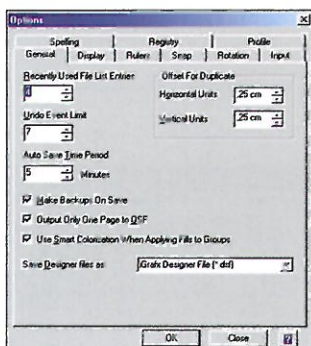 Options
Spelling Registry Profile
General Display Rulers Snap Rotation Input
Recently Used File List Entries
4
Offset For Duplicate
Horizontal Units .25 cm
Vertical Units .25 cm
Undo Event Limit
7
Auto Save Time Period
5 Minutes
Make Backups On Save
Output Only One Page to DSF
Use Smart Colorization When Applying Fills to Groups
Save Designer files as iGrafx Designer File (*.dsf)
OK Close ?